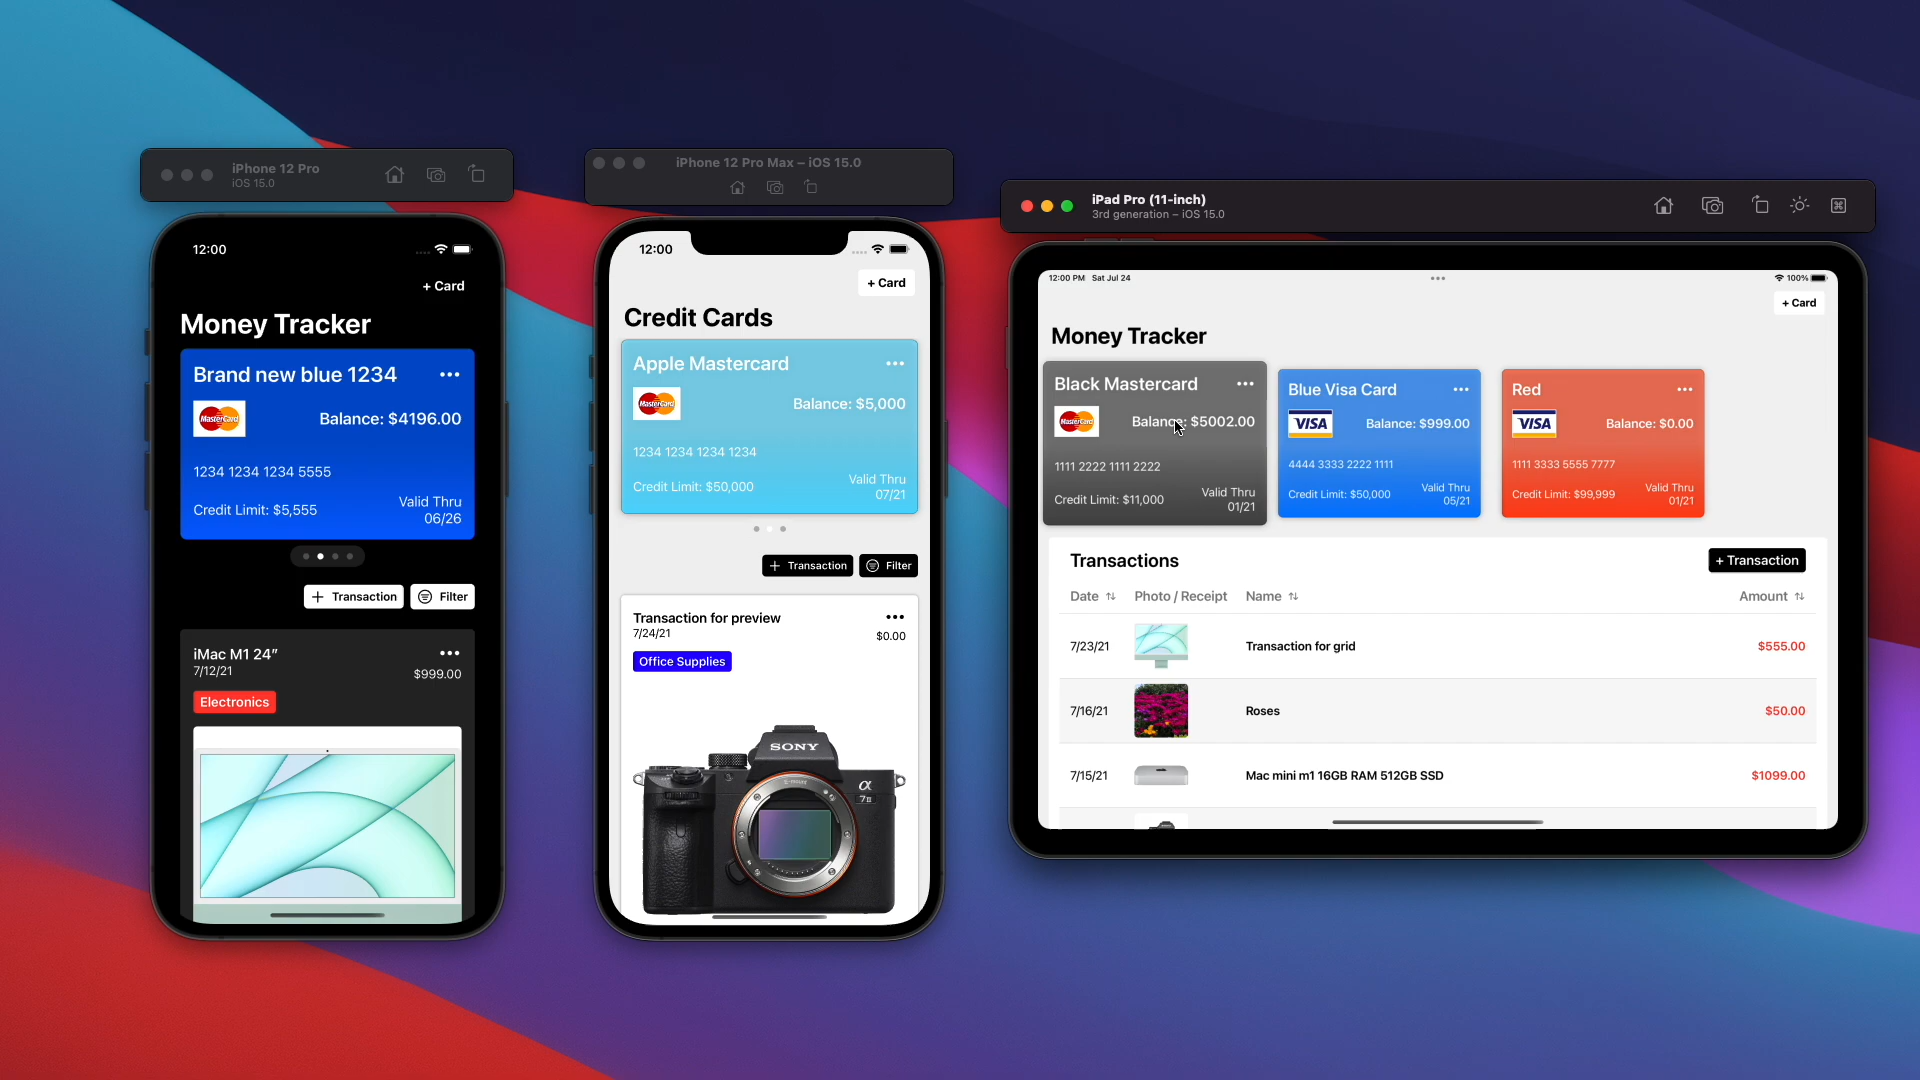 iPhone 12 Pro
iOS 15.0
12:00
+ Card
Money Tracker
Brand new blue 1234
MasterCard
Balance: $4196.00
1234 1234 1234 5555
Credit Limit: $5,555
Valid Thru
06/26
+ Transaction
Filter
iMac M1 24”
7/12/21
$999.00
Electronics
iPhone 12 Pro Max – iOS 15.0
12:00
+ Card
Credit Cards
Apple Mastercard
MasterCard
Balance: $5,000
1234 1234 1234 1234
Credit Limit: $50,000
Valid Thru
07/21
+ Transaction
Filter
Transaction for preview
7/24/21
$0.00
Office Supplies
SONY
α
7III
E-mount
iPad Pro (11-inch)
3rd generation – iOS 15.0
12:00 PM Sat Jul 24
100%
+ Card
Money Tracker
Black Mastercard
MasterCard
Balance: $5002.00
1111 2222 1111 2222
Credit Limit: $11,000
Valid Thru
01/21
Blue Visa Card
VISA
Balance: $999.00
4444 3333 2222 1111
Credit Limit: $50,000
Valid Thru
05/21
Red
VISA
Balance: $0.00
1111 3333 5555 7777
Credit Limit: $99,999
Valid Thru
01/21
Transactions
+ Transaction
Date Photo / Receipt Name Amount
7/23/21 Transaction for grid $555.00
7/16/21 Roses $50.00
7/15/21 Mac mini m1 16GB RAM 512GB SSD $1099.00